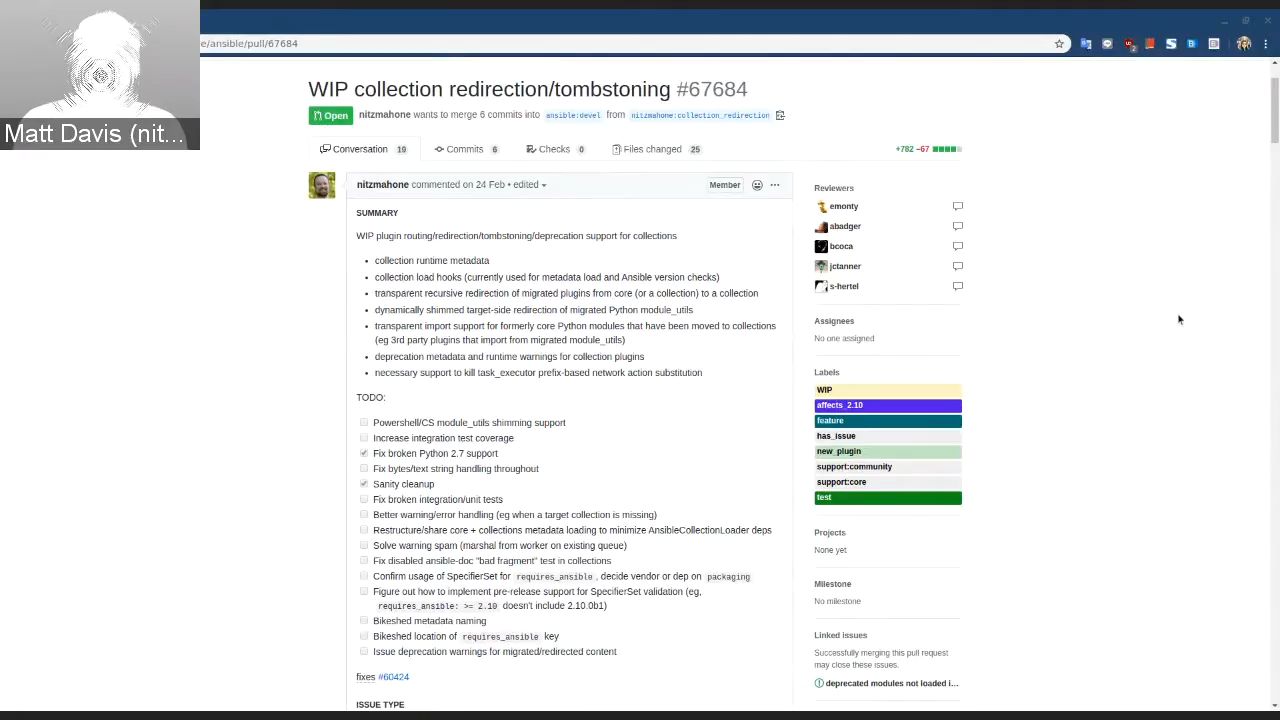 e/ansible/pull/67684
Matt Davis (nit...
WIP collection redirection/tombstoning #67684
Open
nitzmahone wants to merge 6 commits into ansible:devel from nitzmahone:collection_redirection
Conversation 19
Commits 6
Checks 0
Files changed 25
+782 −67
nitzmahone commented on 24 Feb • edited
Member
SUMMARY
WIP plugin routing/redirection/tombstoning/deprecation support for collections
• collection runtime metadata
• collection load hooks (currently used for metadata load and Ansible version checks)
• transparent recursive redirection of migrated plugins from core (or a collection) to a collection
• dynamically shimmed target-side redirection of migrated Python module_utils
• transparent import support for formerly core Python modules that have been moved to collections
(eg 3rd party plugins that import from migrated module_utils)
• deprecation metadata and runtime warnings for collection plugins
• necessary support to kill task_executor prefix-based network action substitution
TODO:
Powershell/CS module_utils shimming support
Increase integration test coverage
Fix broken Python 2.7 support
Fix bytes/text string handling throughout
Sanity cleanup
Fix broken integration/unit tests
Better warning/error handling (eg when a target collection is missing)
Restructure/share core + collections metadata loading to minimize AnsibleCollectionLoader deps
Solve warning spam (marshal from worker on existing queue)
Fix disabled ansible-doc "bad fragment" test in collections
Confirm usage of SpecifierSet for requires_ansible, decide vendor or dep on packaging
Figure out how to implement pre-release support for SpecifierSet validation (eg,
requires_ansible: >= 2.10 doesn't include 2.10.0b1)
Bikeshed metadata naming
Bikeshed location of requires_ansible key
Issue deprecation warnings for migrated/redirected content
fixes #60424
ISSUE TYPE
Reviewers
emonty
abadger
bcoca
jctanner
s-hertel
Assignees
No one assigned
Labels
WIP
affects_2.10
feature
has_issue
new_plugin
support:community
support:core
test
Projects
None yet
Milestone
No milestone
Linked issues
Successfully merging this pull request
may close these issues.
deprecated modules not loaded i...